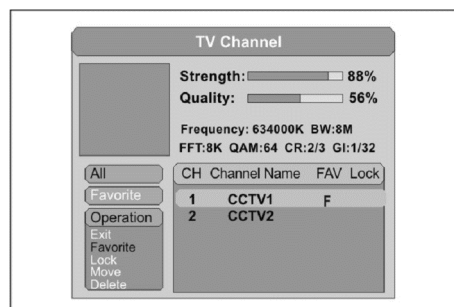 TV Channel
Strength: 88%
Quality: 56%
Frequency: 634000K BW:8M
FFT:8K QAM:64 CR:2/3 GI:1/32
All
Favorite
Operation
Exit
Favorite
Lock
Move
Delete
CH Channel Name FAV Lock
1 CCTV1 F
2 CCTV2